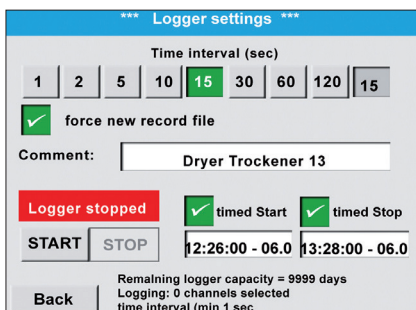 *** Logger settings ***
Time interval (sec)
1 2 5 10 15 30 60 120 15
force new record file
Comment: Dryer Trockener 13
Logger stopped timed Start timed Stop
START STOP 12:26:00 - 06.0 13:28:00 - 06.0
Remaining logger capacity = 9999 days
Back Logging: 0 channels selected
time interval (min 1 sec